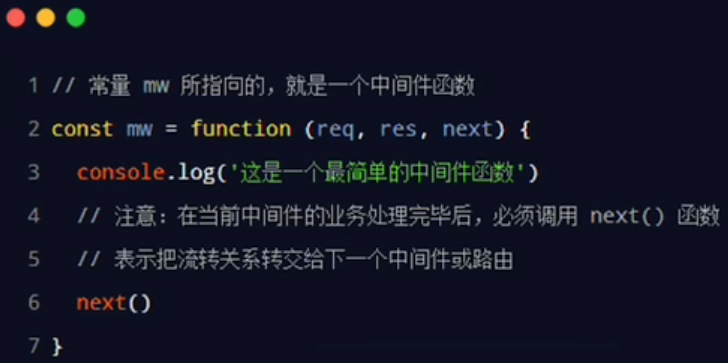 1 // 常量 mw 所指向的，就是一个中间件函数
2 const mw = function (req, res, next) {
3   console.log('这是一个最简单的中间件函数')
4   // 注意：在当前中间件的业务处理完毕后，必须调用 next() 函数
5   // 表示把流转关系转交给下一个中间件或路由
6   next()
7 }